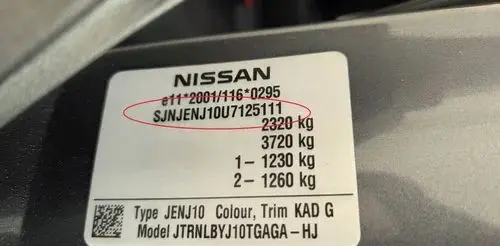 NISSAN
e11*2001/116*0295
SJNJENJ10U7125111
2320 kg
3720 kg
1- 1230 kg
2- 1260 kg
Type JENJ10 Colour, Trim KAD G
Model JTRNLBYJ10TGAGA-HJ